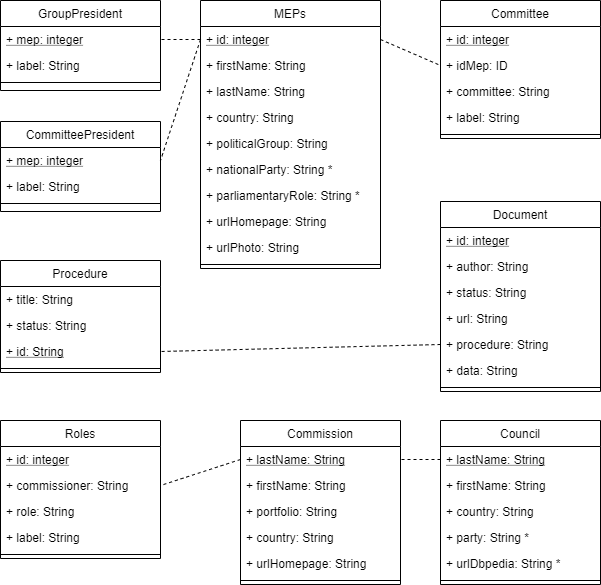 GroupPresident
+ mep: integer
+ label: String
MEPs
+ id: integer
+ firstName: String
+ lastName: String
+ country: String
+ politicalGroup: String
+ nationalParty: String *
+ parliamentaryRole: String *
+ urlHomepage: String
+ urlPhoto: String
Committee
+ id: integer
+ idMep: ID
+ committee: String
+ label: String
CommitteePresident
+ mep: integer
+ label: String
Document
+ id: integer
+ author: String
+ status: String
+ url: String
+ procedure: String
+ data: String
Procedure
+ title: String
+ status: String
+ id: String
Roles
+ id: integer
+ commissioner: String
+ role: String
+ label: String
Commission
+ lastName: String
+ firstName: String
+ portfolio: String
+ country: String
+ urlHomepage: String
Council
+ lastName: String
+ firstName: String
+ country: String
+ party: String *
+ urlDbpedia: String *